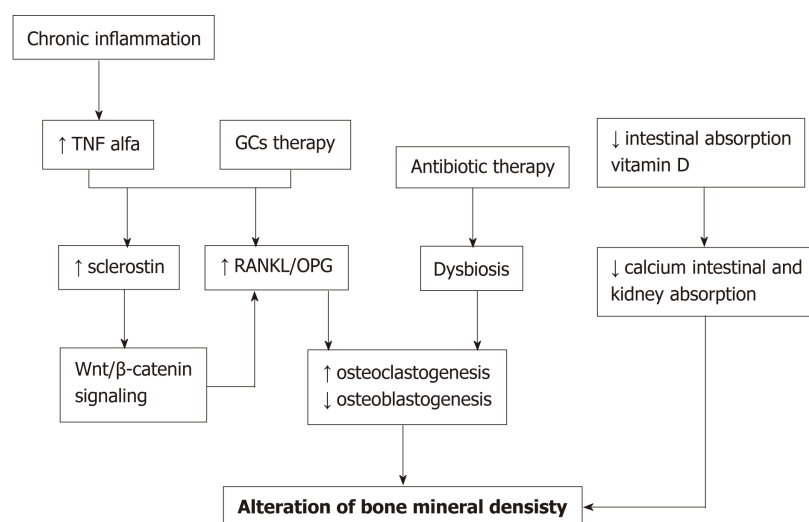 Chronic inflammation
↑ TNF alfa
GCs therapy
Antibiotic therapy
↓ intestinal absorption
vitamin D
↑ sclerostin
↑ RANKL/OPG
Dysbiosis
↓ calcium intestinal and
kidney absorption
Wnt/β-catenin
signaling
↑ osteoclastogenesis
↓ osteoblastogenesis
Alteration of bone mineral densisty